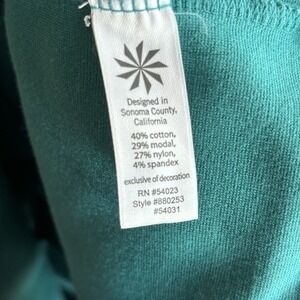 Designed in
Sonoma County,
California
40% cotton,
29% modal,
27% nylon,
4% spandex
exclusive of decoration
RN #54023
Style #880253
#54031